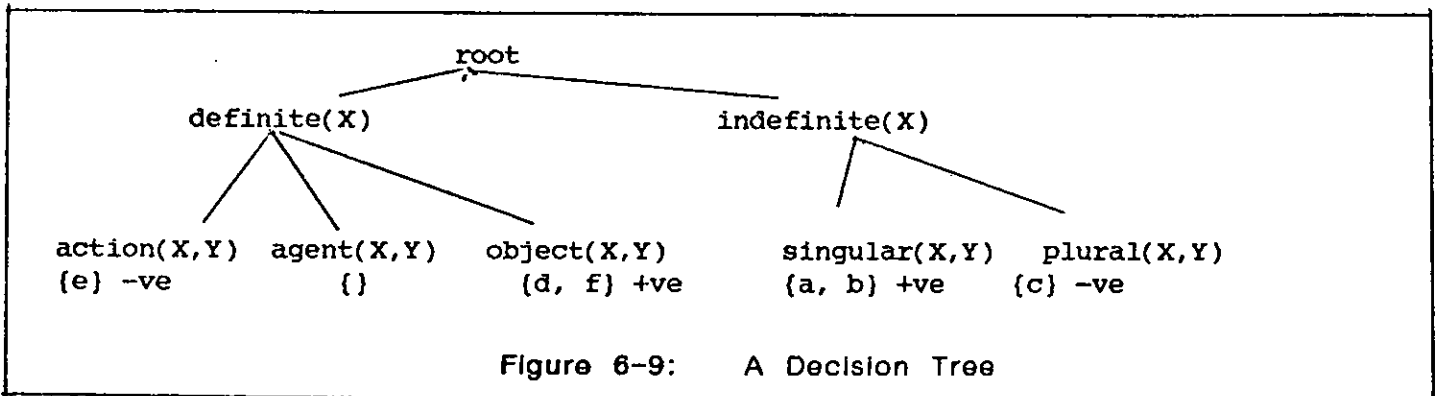 root
definite(X) indefinite(X)
action(X,Y) agent(X,Y) object(X,Y) singular(X,Y) plural(X,Y)
{e} -ve {} {d, f} +ve {a, b} +ve {c} -ve
Figure 6-9: A Decision Tree